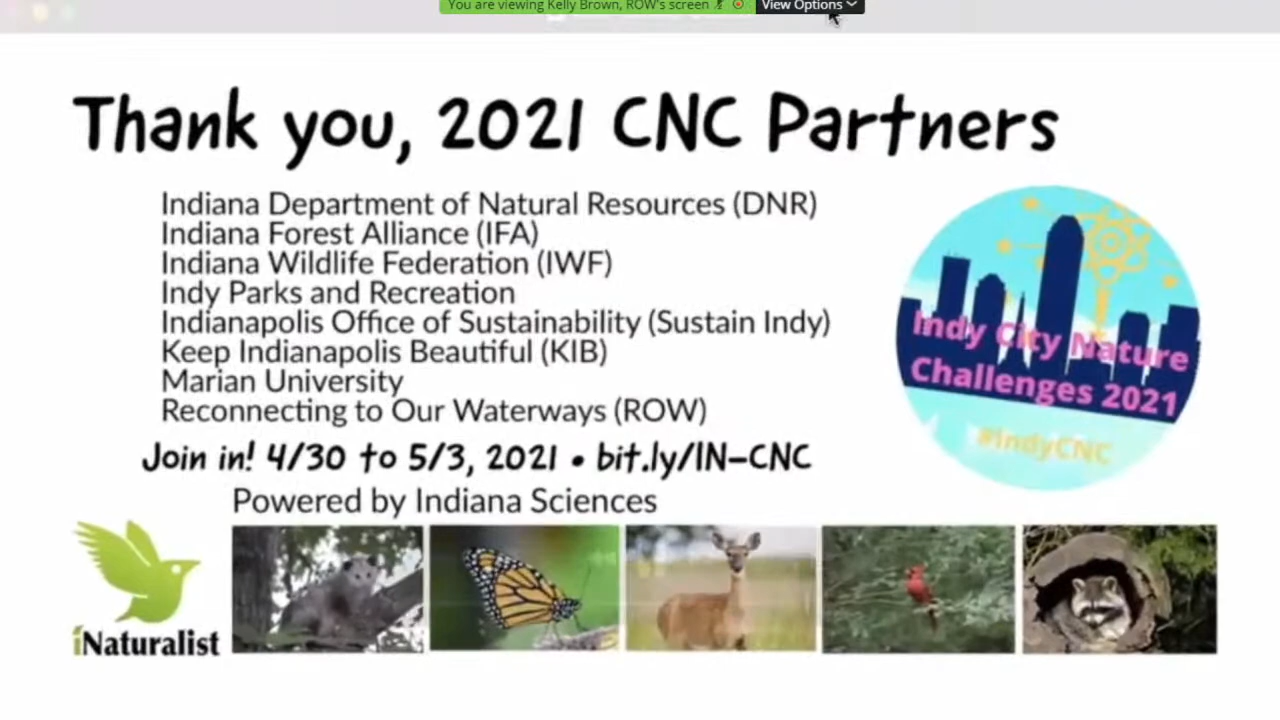 You are viewing Kelly Brown, ROW's screen
View Options
Thank you, 2021 CNC Partners
Indiana Department of Natural Resources (DNR)
Indiana Forest Alliance (IFA)
Indiana Wildlife Federation (IWF)
Indy Parks and Recreation
Indianapolis Office of Sustainability (Sustain Indy)
Keep Indianapolis Beautiful (KIB)
Marian University
Reconnecting to Our Waterways (ROW)
Join in! 4/30 to 5/3, 2021 • bit.ly/IN-CNC
Powered by Indiana Sciences
Indy City Nature
Challenges 2021
#IndyCNC
iNaturalist